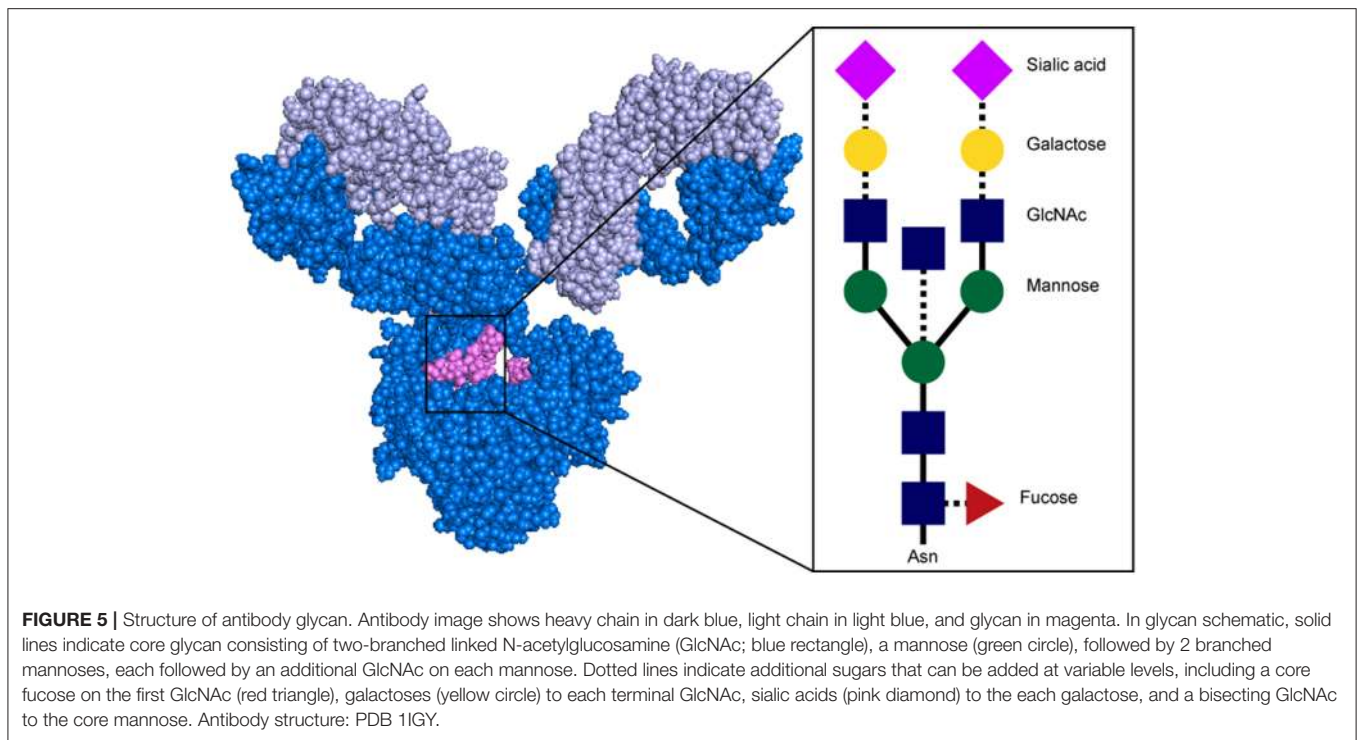 Sialic acid
Galactose
GlcNAc
Mannose
Fucose
Asn
FIGURE 5 | Structure of antibody glycan. Antibody image shows heavy chain in dark blue, light chain in light blue, and glycan in magenta. In glycan schematic, solid
lines indicate core glycan consisting of two-branched linked N-acetylglucosamine (GlcNAc; blue rectangle), a mannose (green circle), followed by 2 branched
mannoses, each followed by an additional GlcNAc on each mannose. Dotted lines indicate additional sugars that can be added at variable levels, including a core
fucose on the first GlcNAc (red triangle), galactoses (yellow circle) to each terminal GlcNAc, sialic acids (pink diamond) to the each galactose, and a bisecting GlcNAc
to the core mannose. Antibody structure: PDB 1IGY.